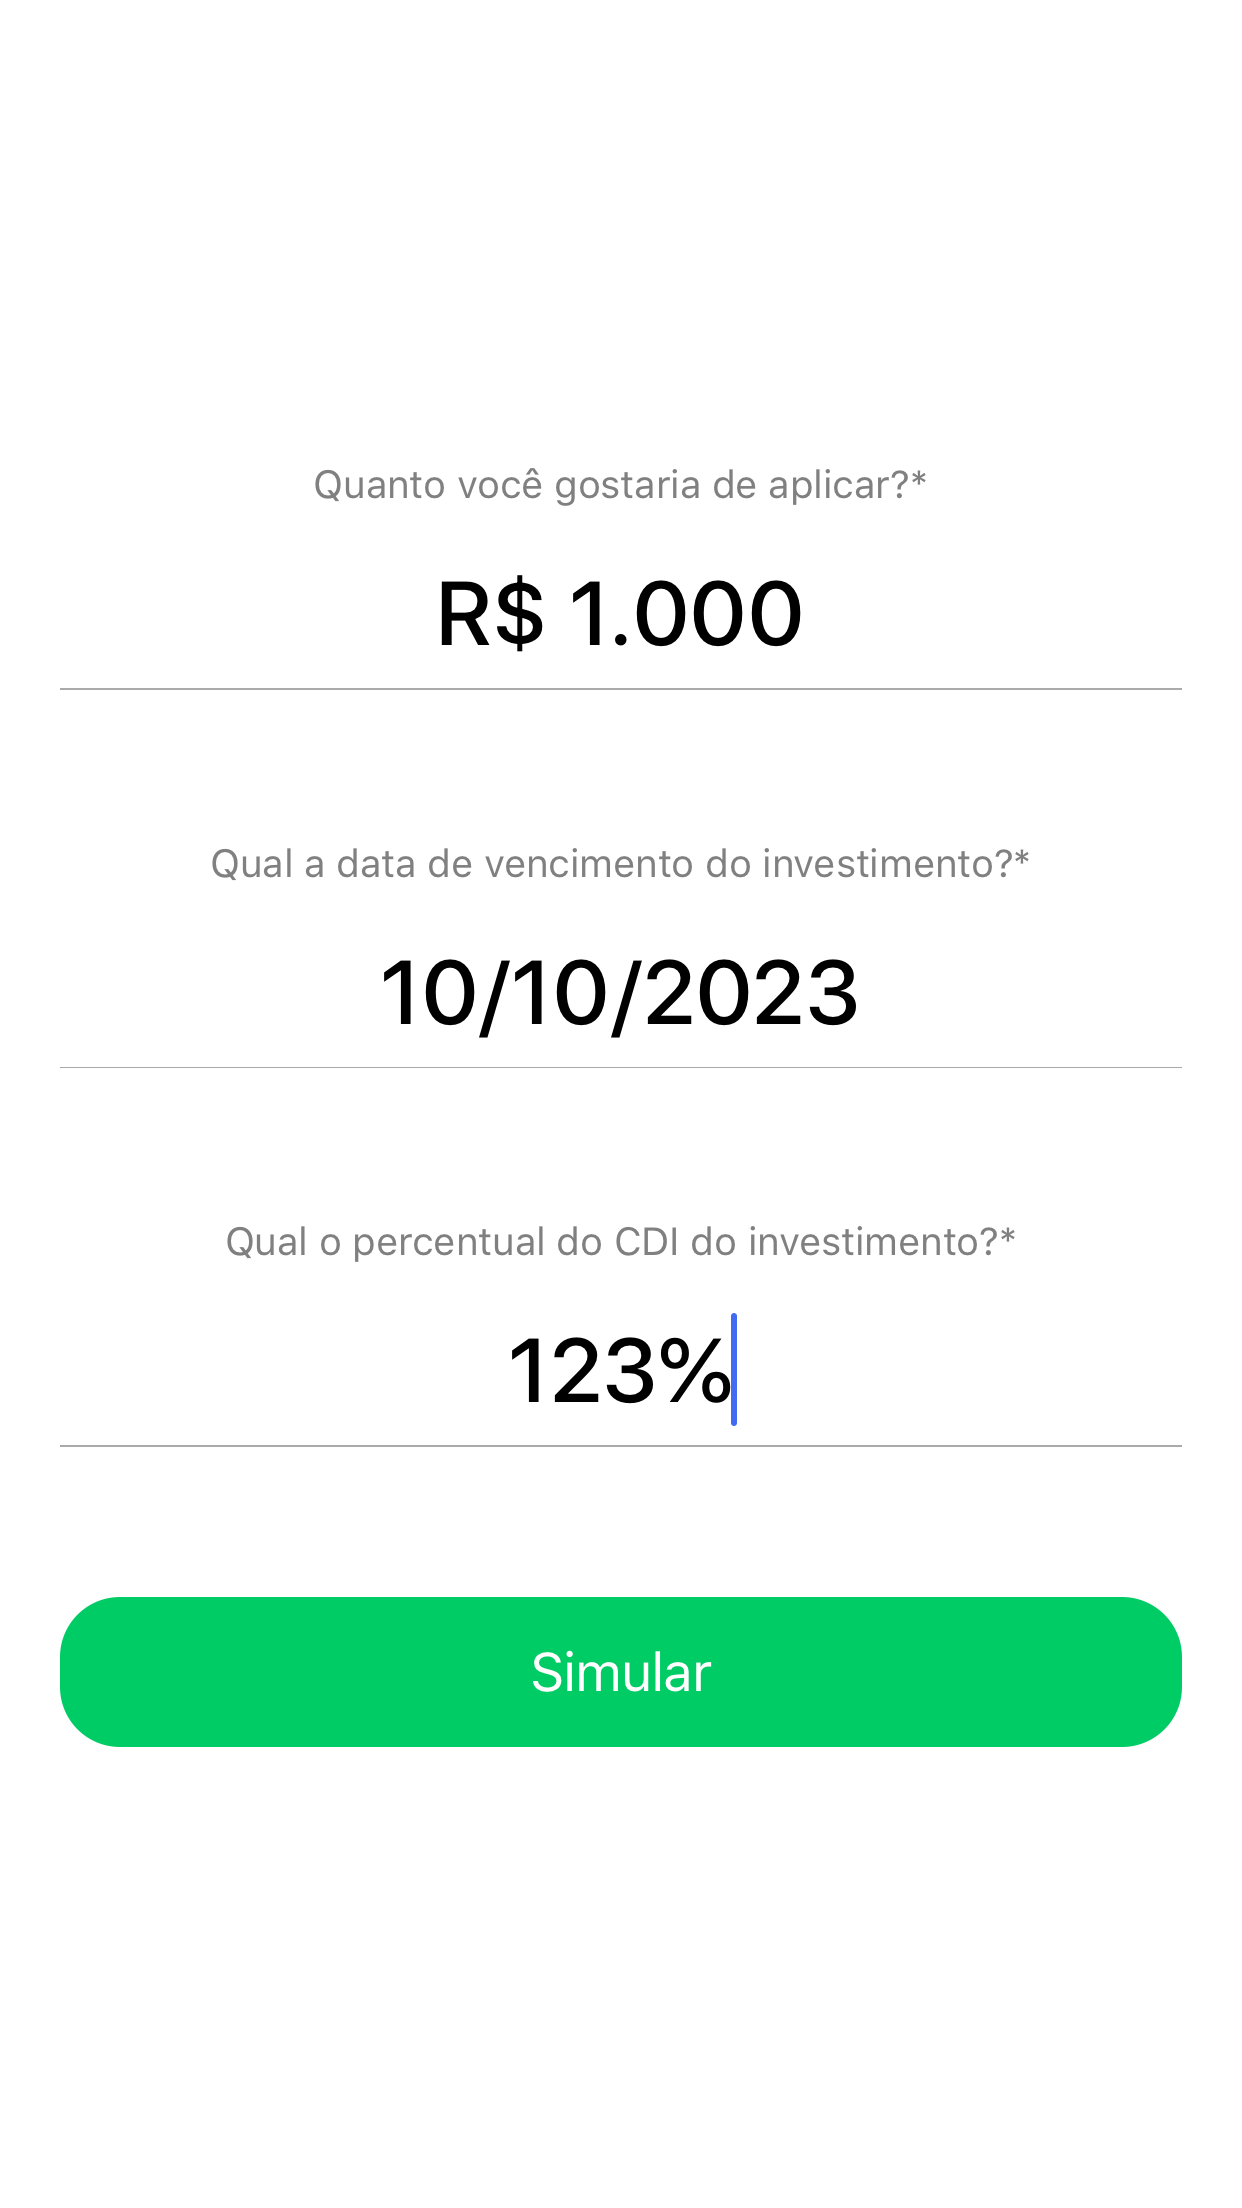 Quanto você gostaria de aplicar?*
R$ 1.000
Qual a data de vencimento do investimento?*
10/10/2023
Qual o percentual do CDI do investimento?*
123%
Simular